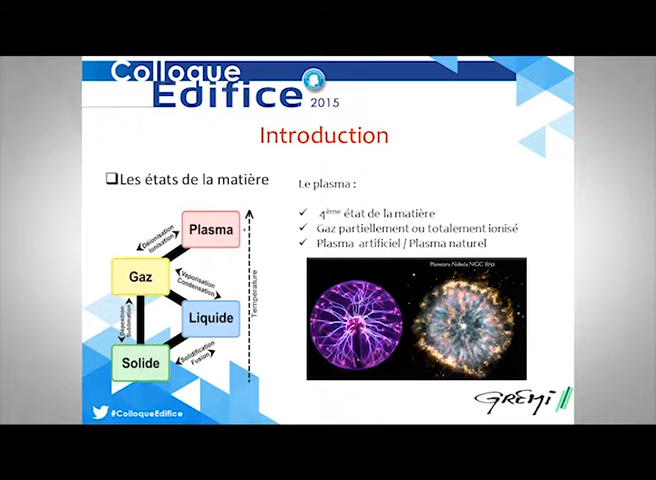 Colloque
Edifice 2015
Introduction
❑Les états de la matière
Le plasma :
✓ 4ème état de la matière
✓ Gaz partiellement ou totalement ionisé
✓ Plasma artificiel / Plasma naturel
Plasma
Déionisation
Ionisation
Gaz
Vaporisation
Condensation
Température
Liquide
Déposition
Sublimation
Solidification
Fusion
Solide
Planetary Nebula NGC 6751
GREMI
#ColloqueEdifice